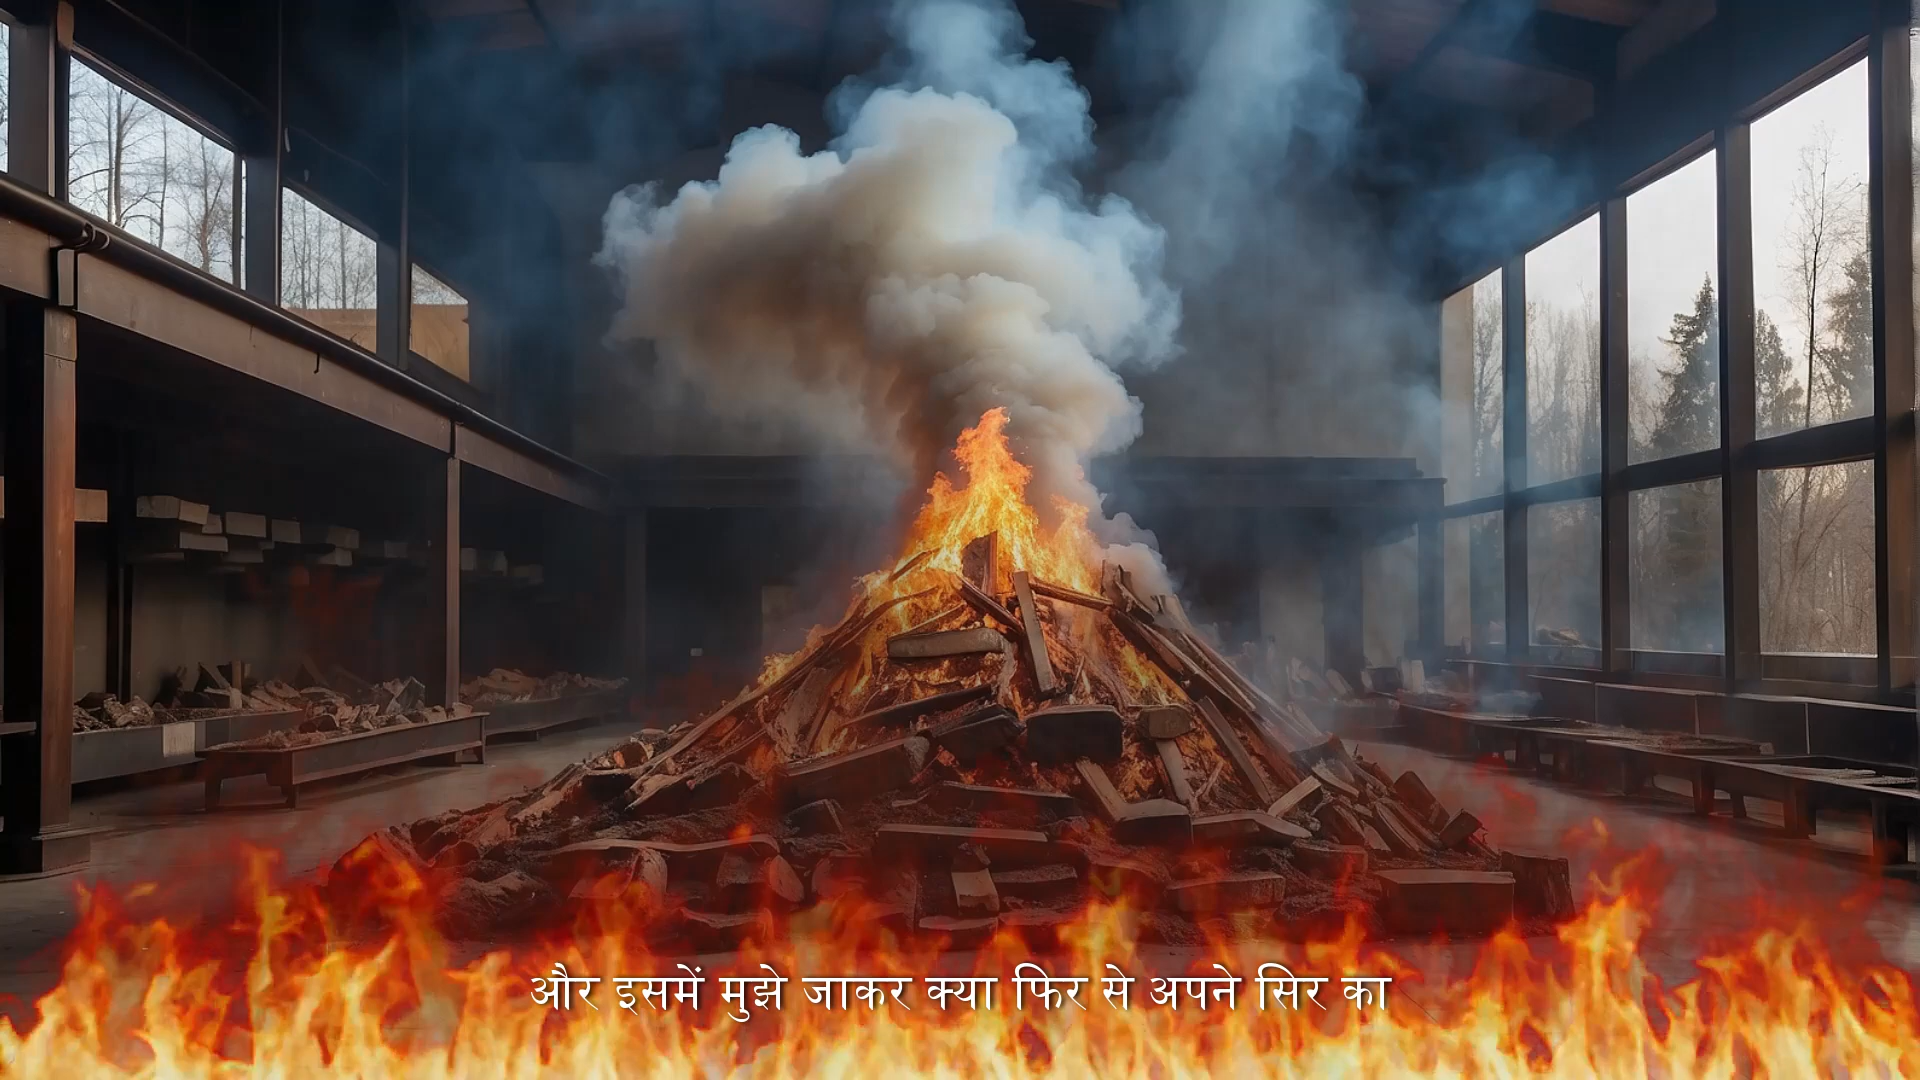 और इसमें मुझे जाकर क्या फिर से अपने सिर का